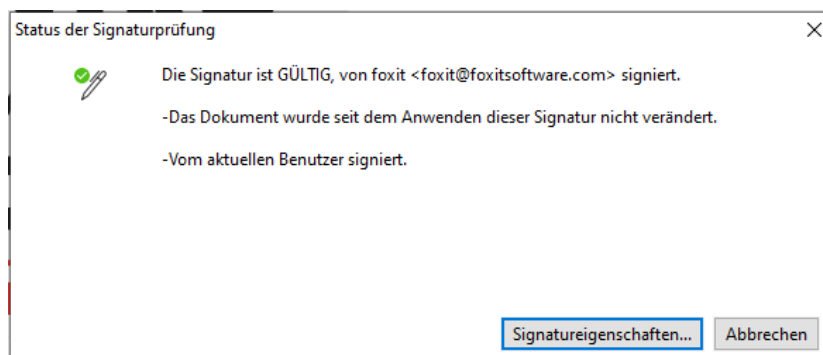 Status der Signaturprüfung
Die Signatur ist GÜLTIG, von foxit <foxit@foxitsoftware.com> signiert.
-Das Dokument wurde seit dem Anwenden dieser Signatur nicht verändert.
-Vom aktuellen Benutzer signiert.
Signatureigenschaften...
Abbrechen